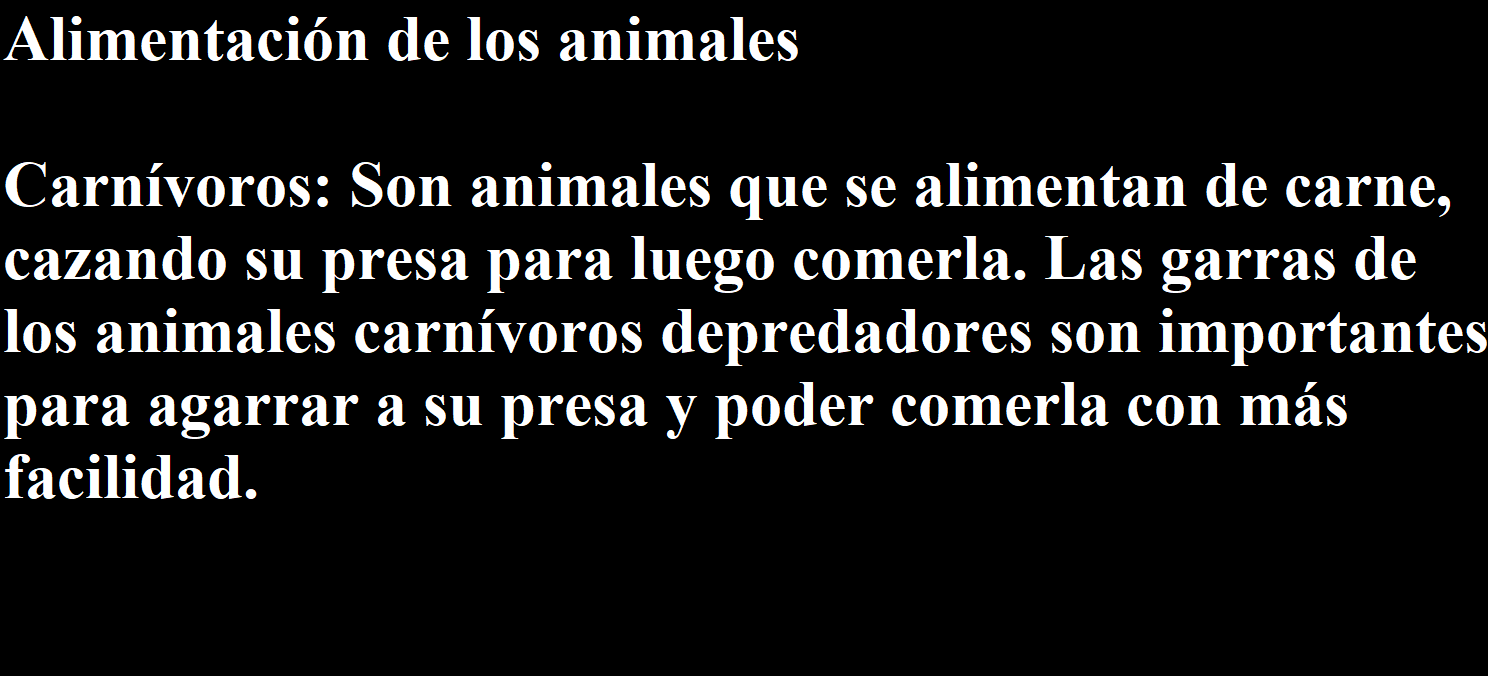 Alimentación de los animales
Carnívoros: Son animales que se alimentan de carne,
cazando su presa para luego comerla. Las garras de
los animales carnívoros depredadores son importantes
para agarrar a su presa y poder comerla con más
facilidad.